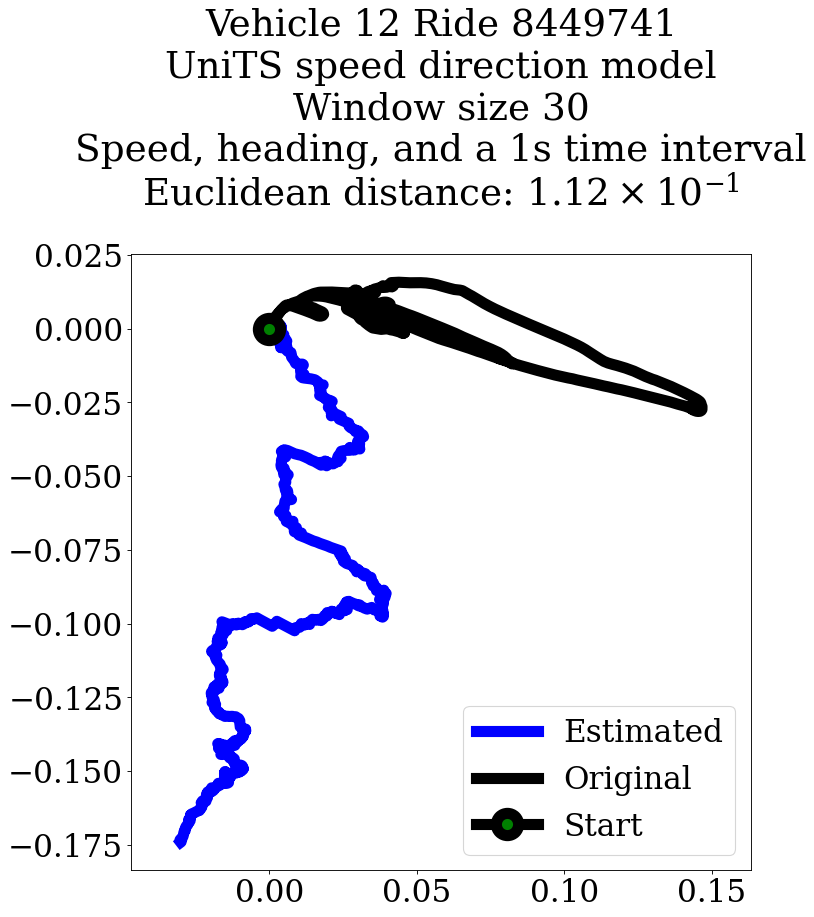 Vehicle 12 Ride 8449741
UniTS speed direction model
Window size 30
Speed, heading, and a 1s time interval
Euclidean distance: 1.12 × 10⁻¹
0.025
0.000
−0.025
−0.050
−0.075
−0.100
−0.125
−0.150
−0.175
Estimated
Original
Start
0.00 0.05 0.10 0.15